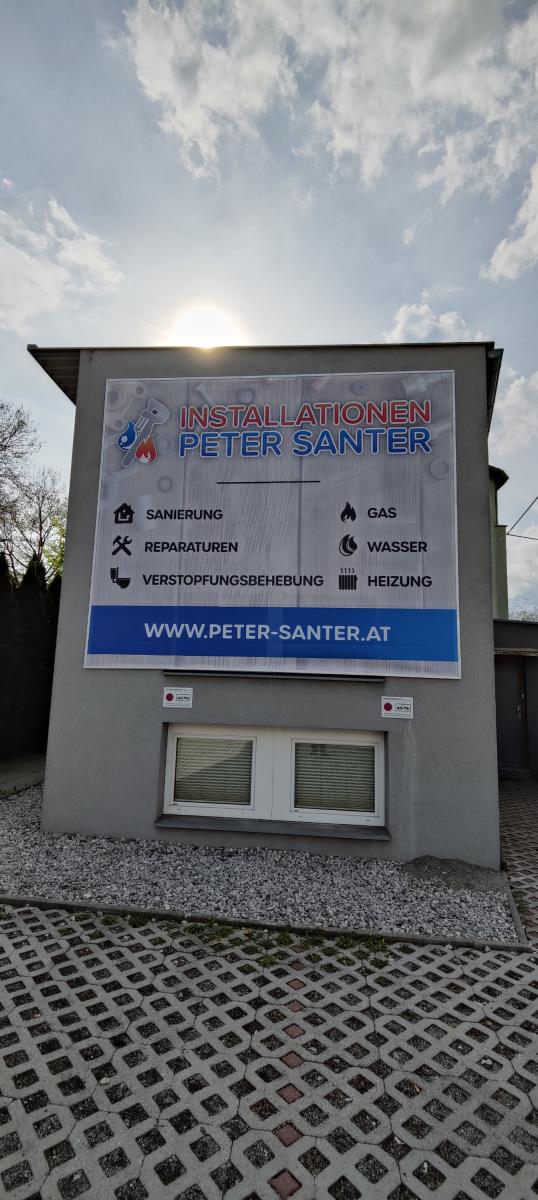 INSTALLATIONEN
PETER SANTER
SANIERUNG
REPARATUREN
VERSTOPFUNGSBEHEBUNG
GAS
WASSER
HEIZUNG
WWW.PETER-SANTER.AT